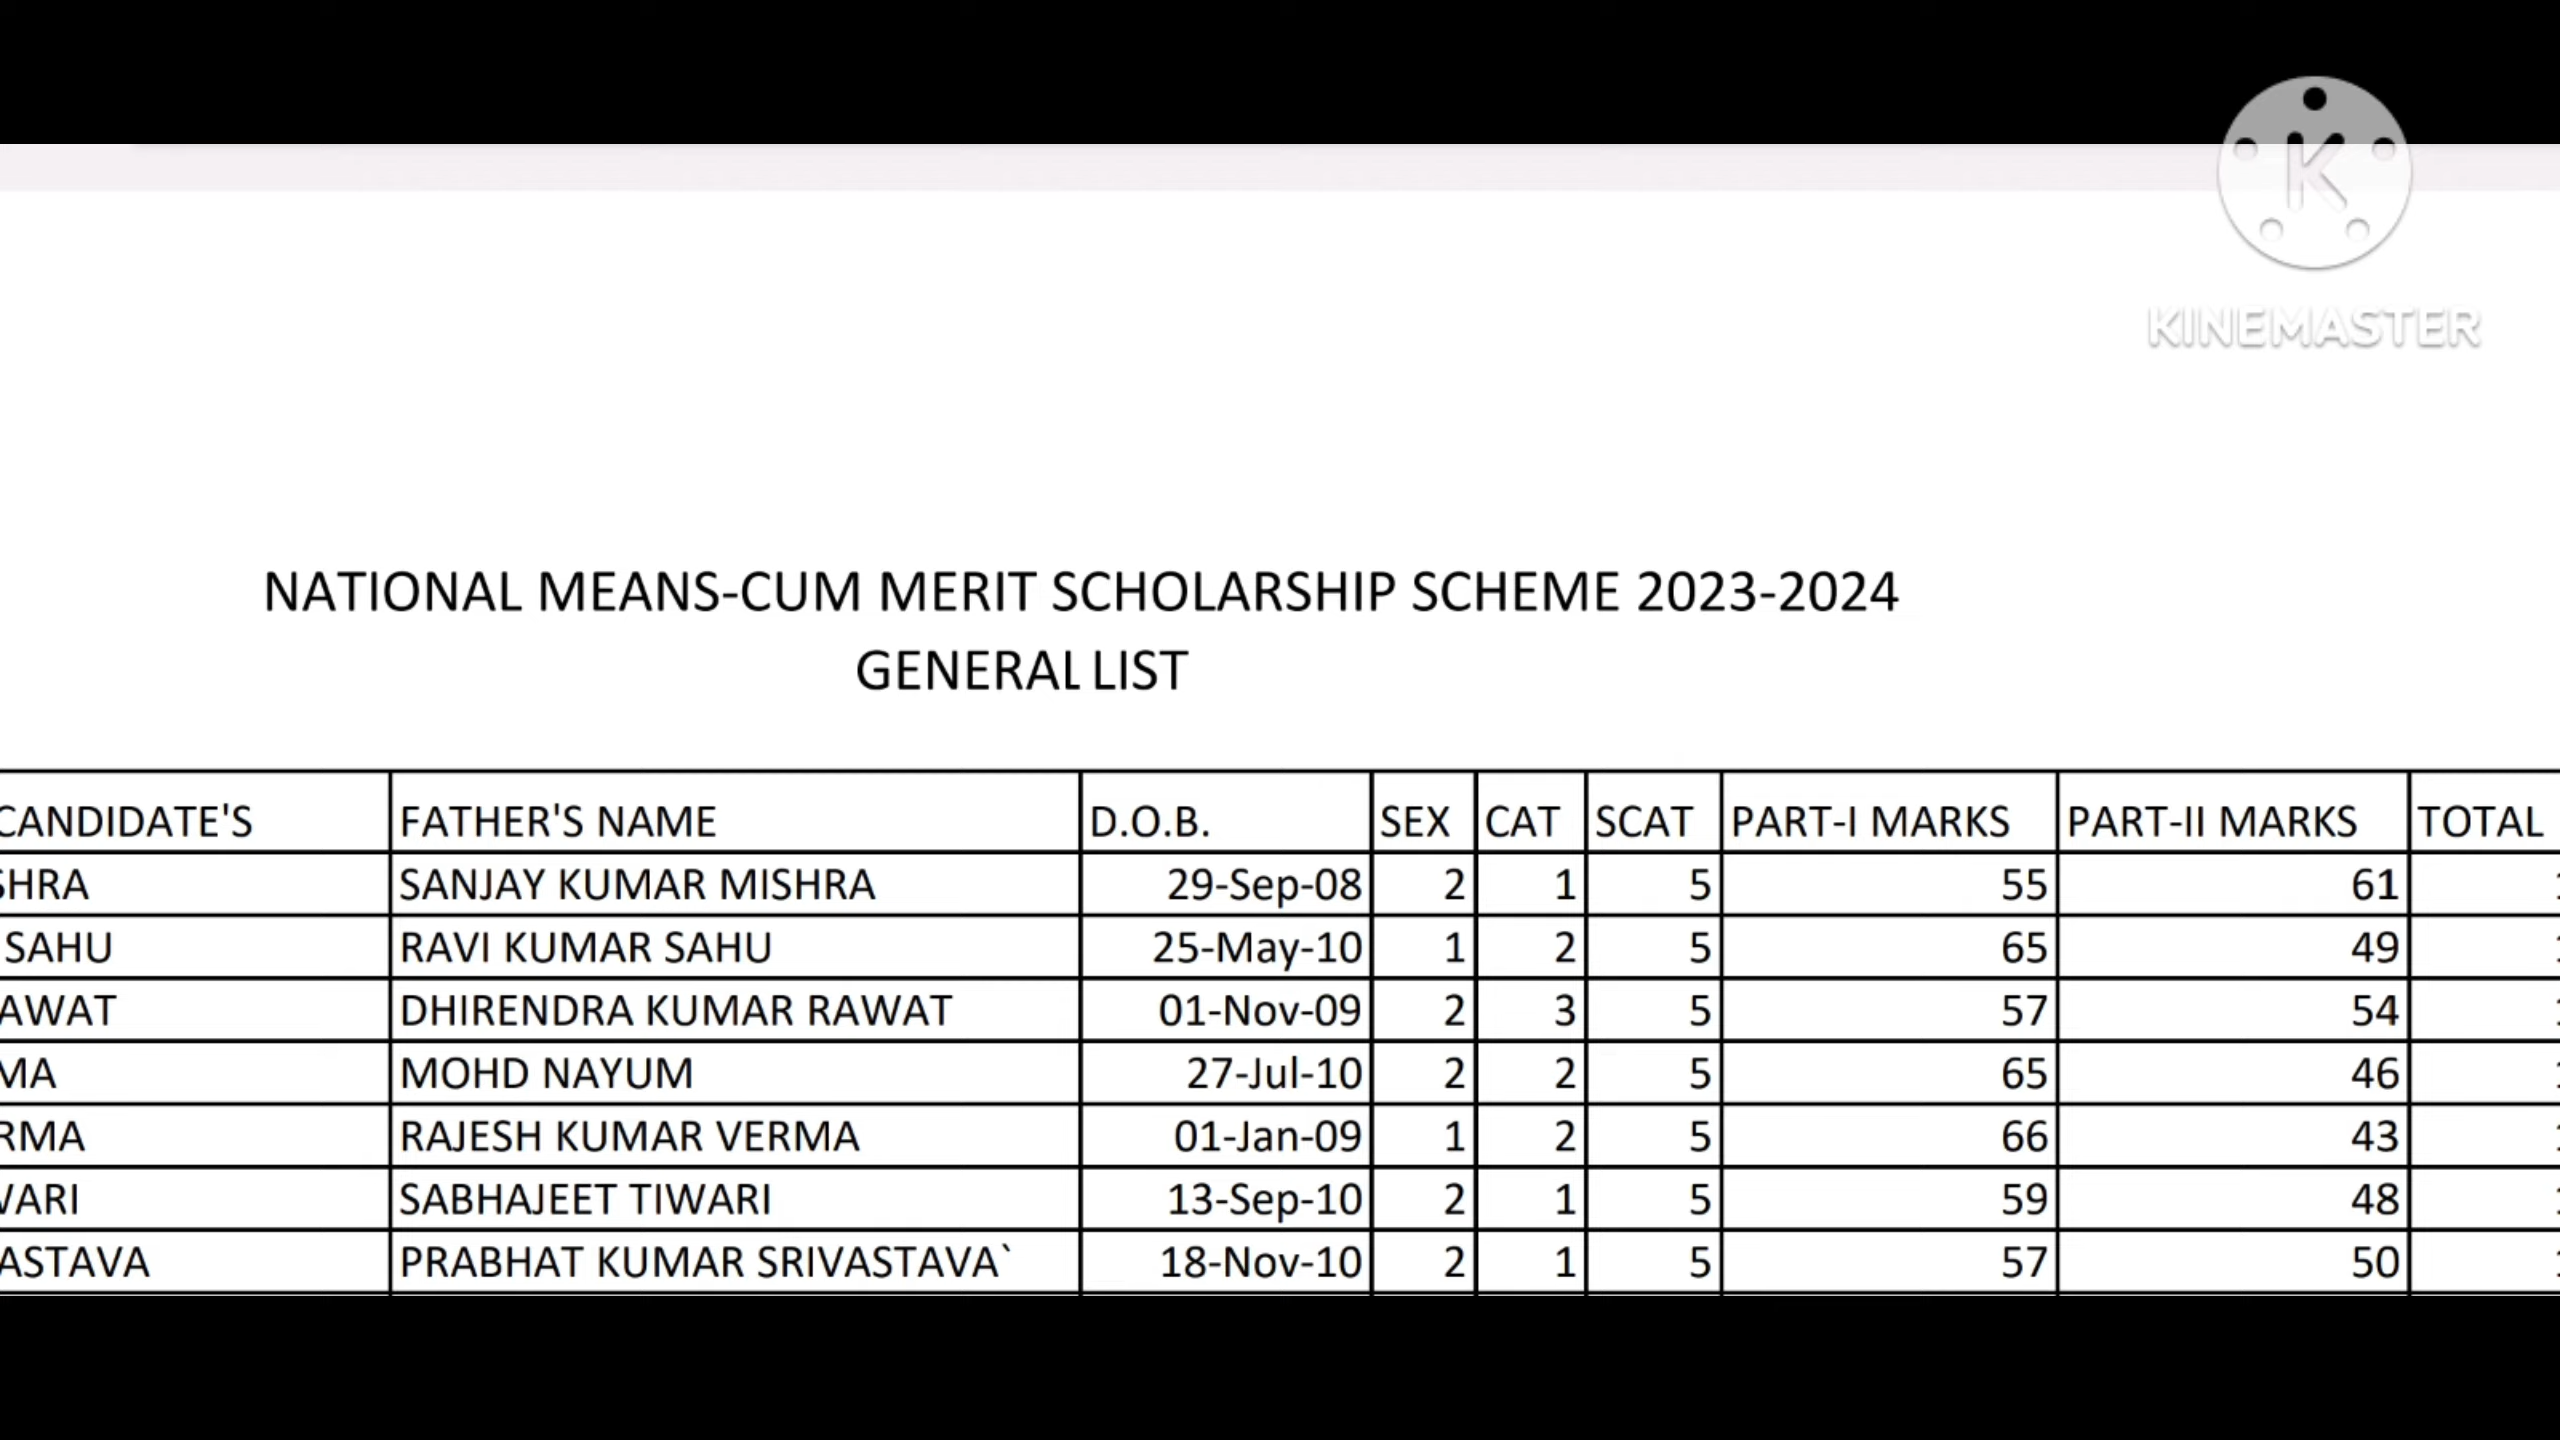 K
KINEMASTER
NATIONAL MEANS-CUM MERIT SCHOLARSHIP SCHEME 2023-2024
GENERAL LIST
CANDIDATE'S FATHER'S NAME D.O.B. SEX CAT SCAT PART-I MARKS PART-II MARKS TOTAL
SHRA SANJAY KUMAR MISHRA 29-Sep-08 2 1 5 55 61
SAHU RAVI KUMAR SAHU 25-May-10 1 2 5 65 49
AWAT DHIRENDRA KUMAR RAWAT 01-Nov-09 2 3 5 57 54
MA MOHD NAYUM 27-Jul-10 2 2 5 65 46
RMA RAJESH KUMAR VERMA 01-Jan-09 1 2 5 66 43
WARI SABHAJEET TIWARI 13-Sep-10 2 1 5 59 48
ASTAVA PRABHAT KUMAR SRIVASTAVA` 18-Nov-10 2 1 5 57 50